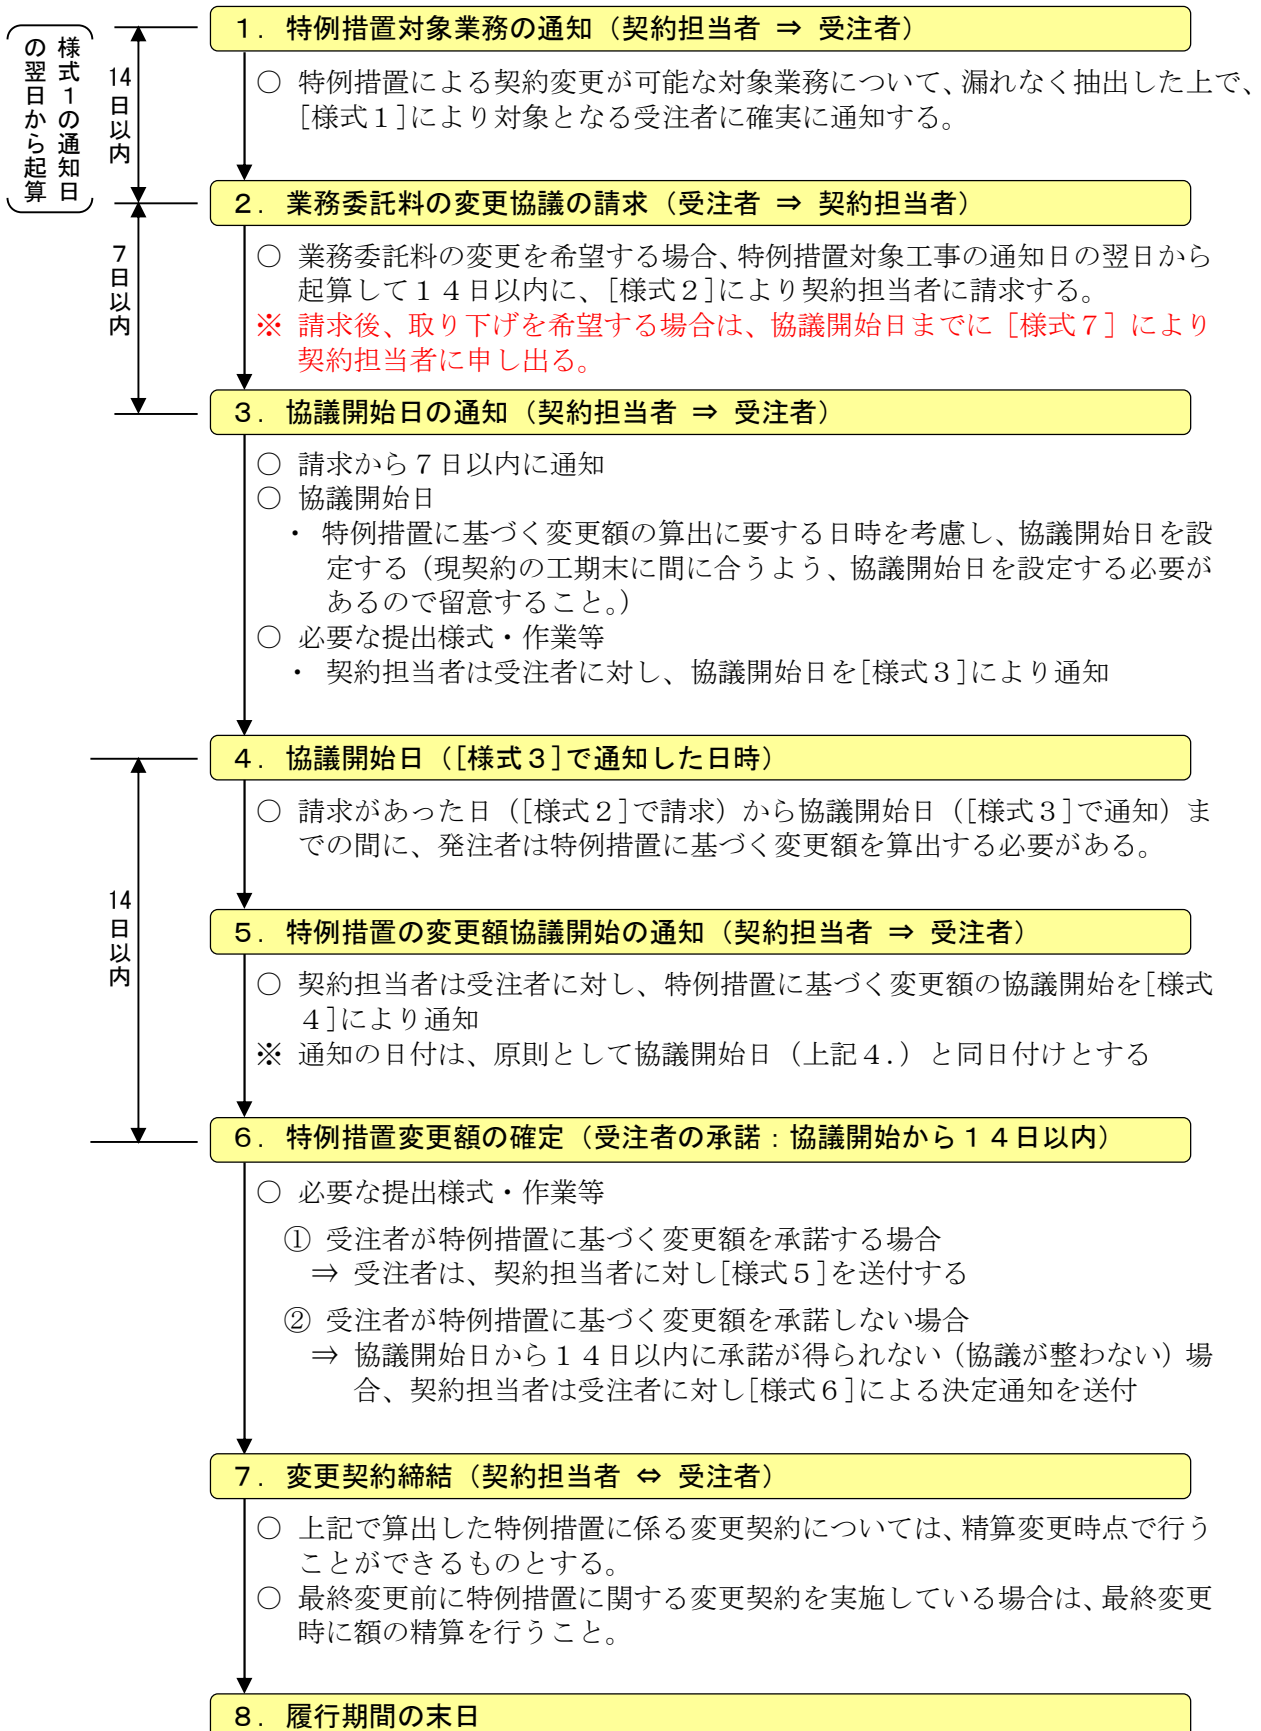 様式１の通知日
の翌日から起算
14日以内
１．特例措置対象業務の通知（契約担当者 ⇒ 受注者）
○ 特例措置による契約変更が可能な対象業務について、漏れなく抽出した上で、
[様式１]により対象となる受注者に確実に通知する。
２．業務委託料の変更協議の請求（受注者 ⇒ 契約担当者）
7日以内
○ 業務委託料の変更を希望する場合、特例措置対象工事の通知日の翌日から
起算して１４日以内に、[様式２]により契約担当者に請求する。
※ 請求後、取り下げを希望する場合は、協議開始日までに［様式７］により
契約担当者に申し出る。
３．協議開始日の通知（契約担当者 ⇒ 受注者）
○ 請求から７日以内に通知
○ 協議開始日
・ 特例措置に基づく変更額の算出に要する日時を考慮し、協議開始日を設
定する（現契約の工期末に間に合うよう、協議開始日を設定する必要が
あるので留意すること。）
○ 必要な提出様式・作業等
・ 契約担当者は受注者に対し、協議開始日を[様式３]により通知
４．協議開始日（[様式３]で通知した日時）
○ 請求があった日（[様式２]で請求）から協議開始日（[様式３]で通知）ま
での間に、発注者は特例措置に基づく変更額を算出する必要がある。
14日以内
５．特例措置の変更額協議開始の通知（契約担当者 ⇒ 受注者）
○ 契約担当者は受注者に対し、特例措置に基づく変更額の協議開始を[様式
４]により通知
※ 通知の日付は、原則として協議開始日（上記４.）と同日付けとする
６．特例措置変更額の確定（受注者の承諾：協議開始から１４日以内）
○ 必要な提出様式・作業等
① 受注者が特例措置に基づく変更額を承諾する場合
⇒ 受注者は、契約担当者に対し[様式５]を送付する
② 受注者が特例措置に基づく変更額を承諾しない場合
⇒ 協議開始日から１４日以内に承諾が得られない（協議が整わない）場
合、契約担当者は受注者に対し[様式６]による決定通知を送付
７．変更契約締結（契約担当者 ⇔ 受注者）
○ 上記で算出した特例措置に係る変更契約については、精算変更時点で行う
ことができるものとする。
○ 最終変更前に特例措置に関する変更契約を実施している場合は、最終変更
時に額の精算を行うこと。
８．履行期間の末日